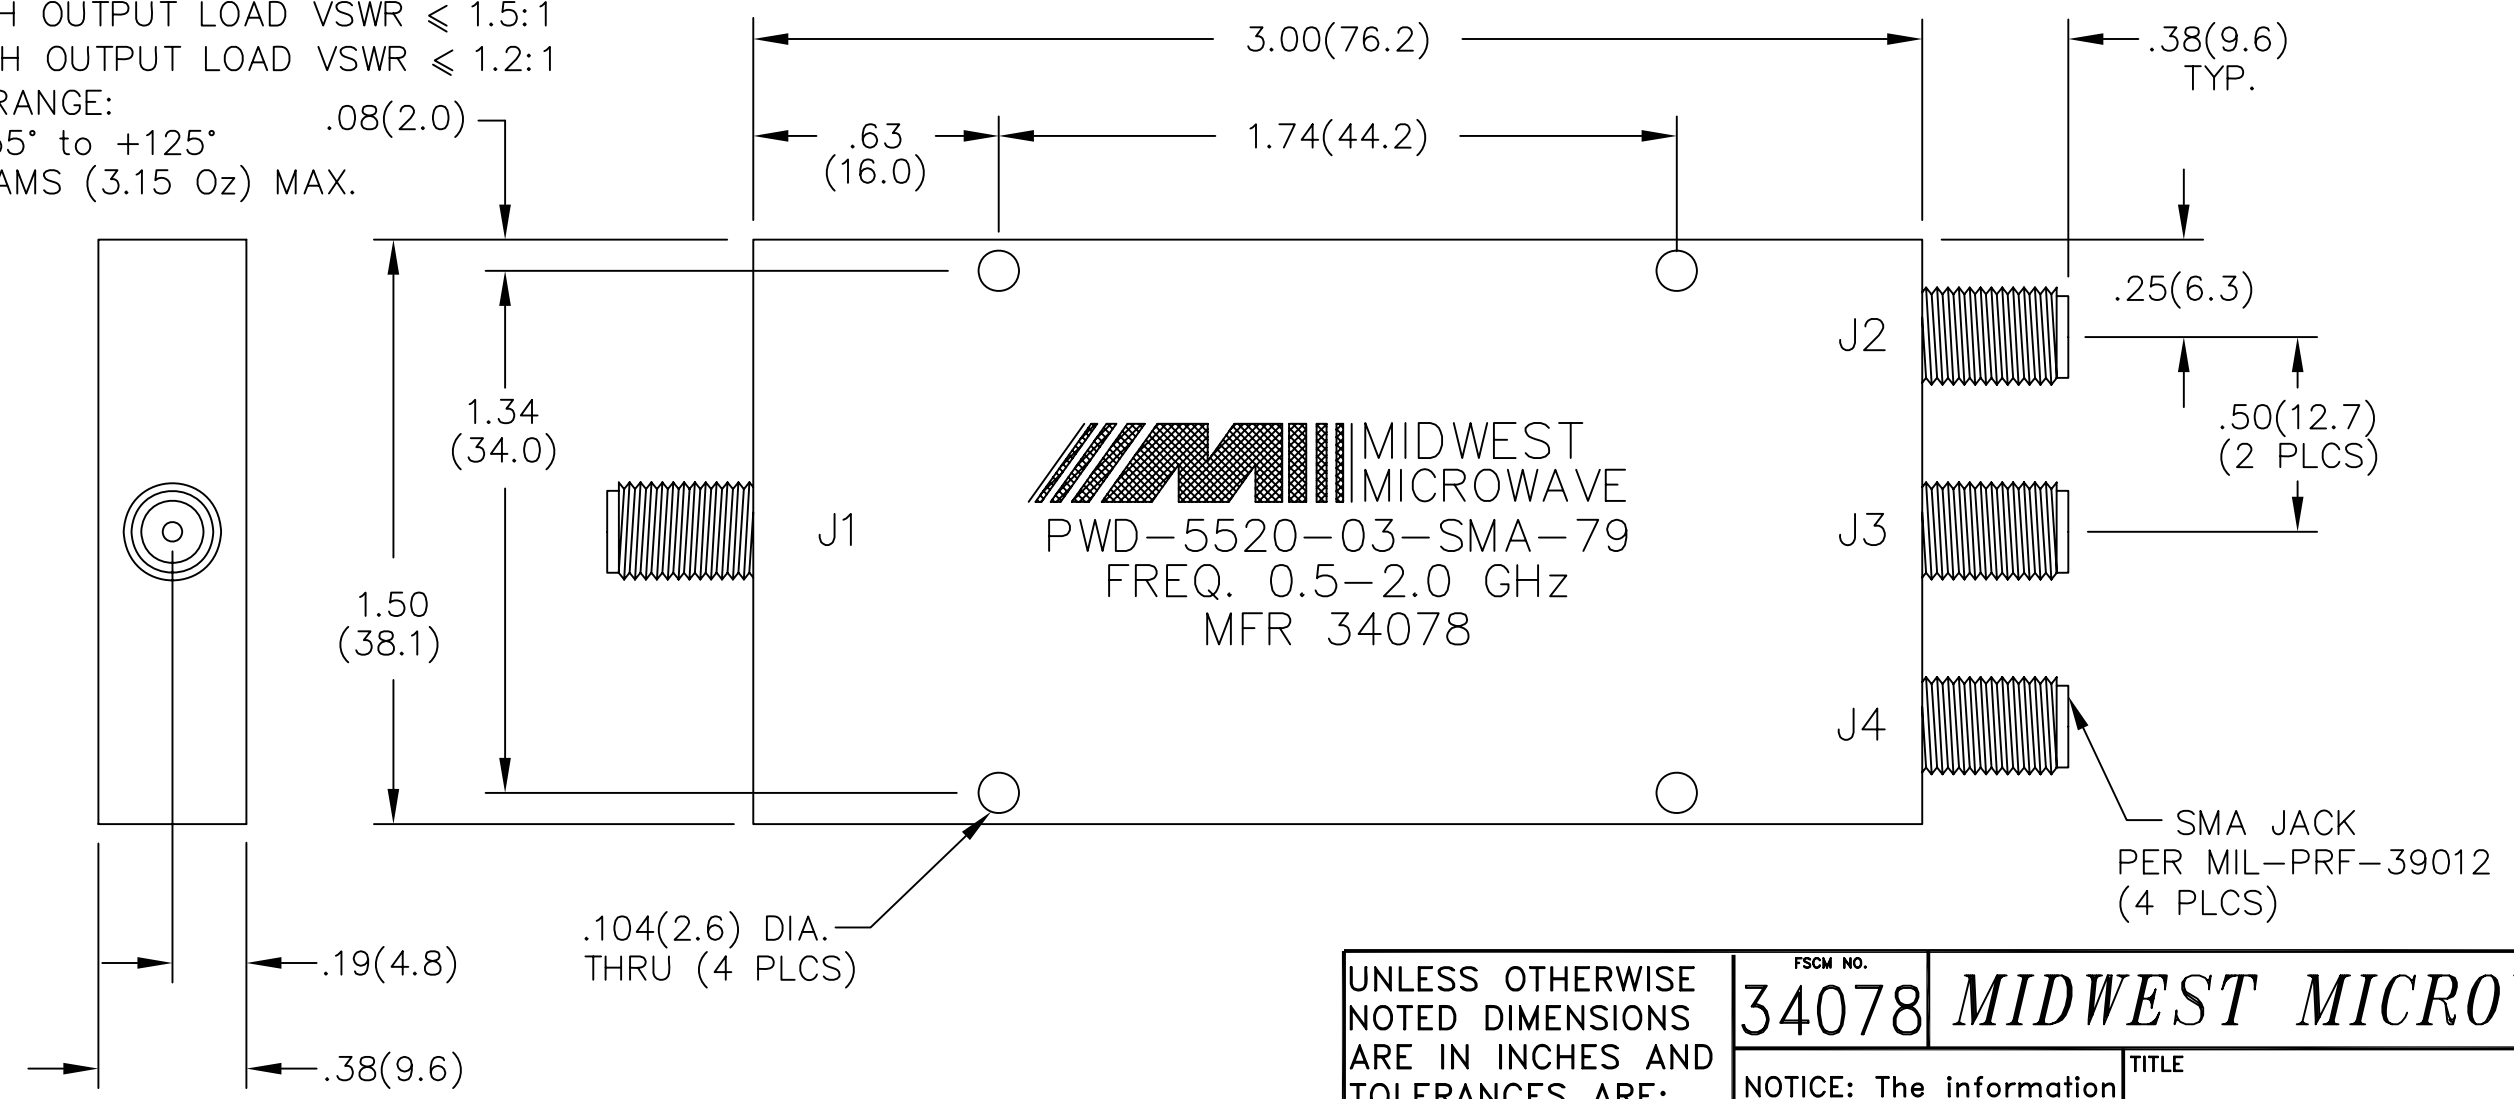 H OUTPUT LOAD VSWR ⩽ 1.5:1
H OUTPUT LOAD VSWR ⩽ 1.2:1
RANGE:
5° to +125°
AMS (3.15 Oz) MAX.
.08(2.0)
3.00(76.2)
.38(9.6)
TYP.
.63
(16.0)
1.74(44.2)
.25(6.3)
J2
1.34
(34.0)
.50(12.7)
(2 PLCS)
MIDWEST
MICROWAVE
J1
PWD-5520-03-SMA-79
FREQ. 0.5-2.0 GHz
MFR 34078
J3
1.50
(38.1)
J4
SMA JACK
PER MIL-PRF-39012
(4 PLCS)
.104(2.6) DIA.
THRU (4 PLCS)
.19(4.8)
.38(9.6)
UNLESS OTHERWISE
NOTED DIMENSIONS
ARE IN INCHES AND
TOLERANCES ARE:
FSCM NO.
34078
MIDWEST MICRO
NOTICE: The information
TITLE